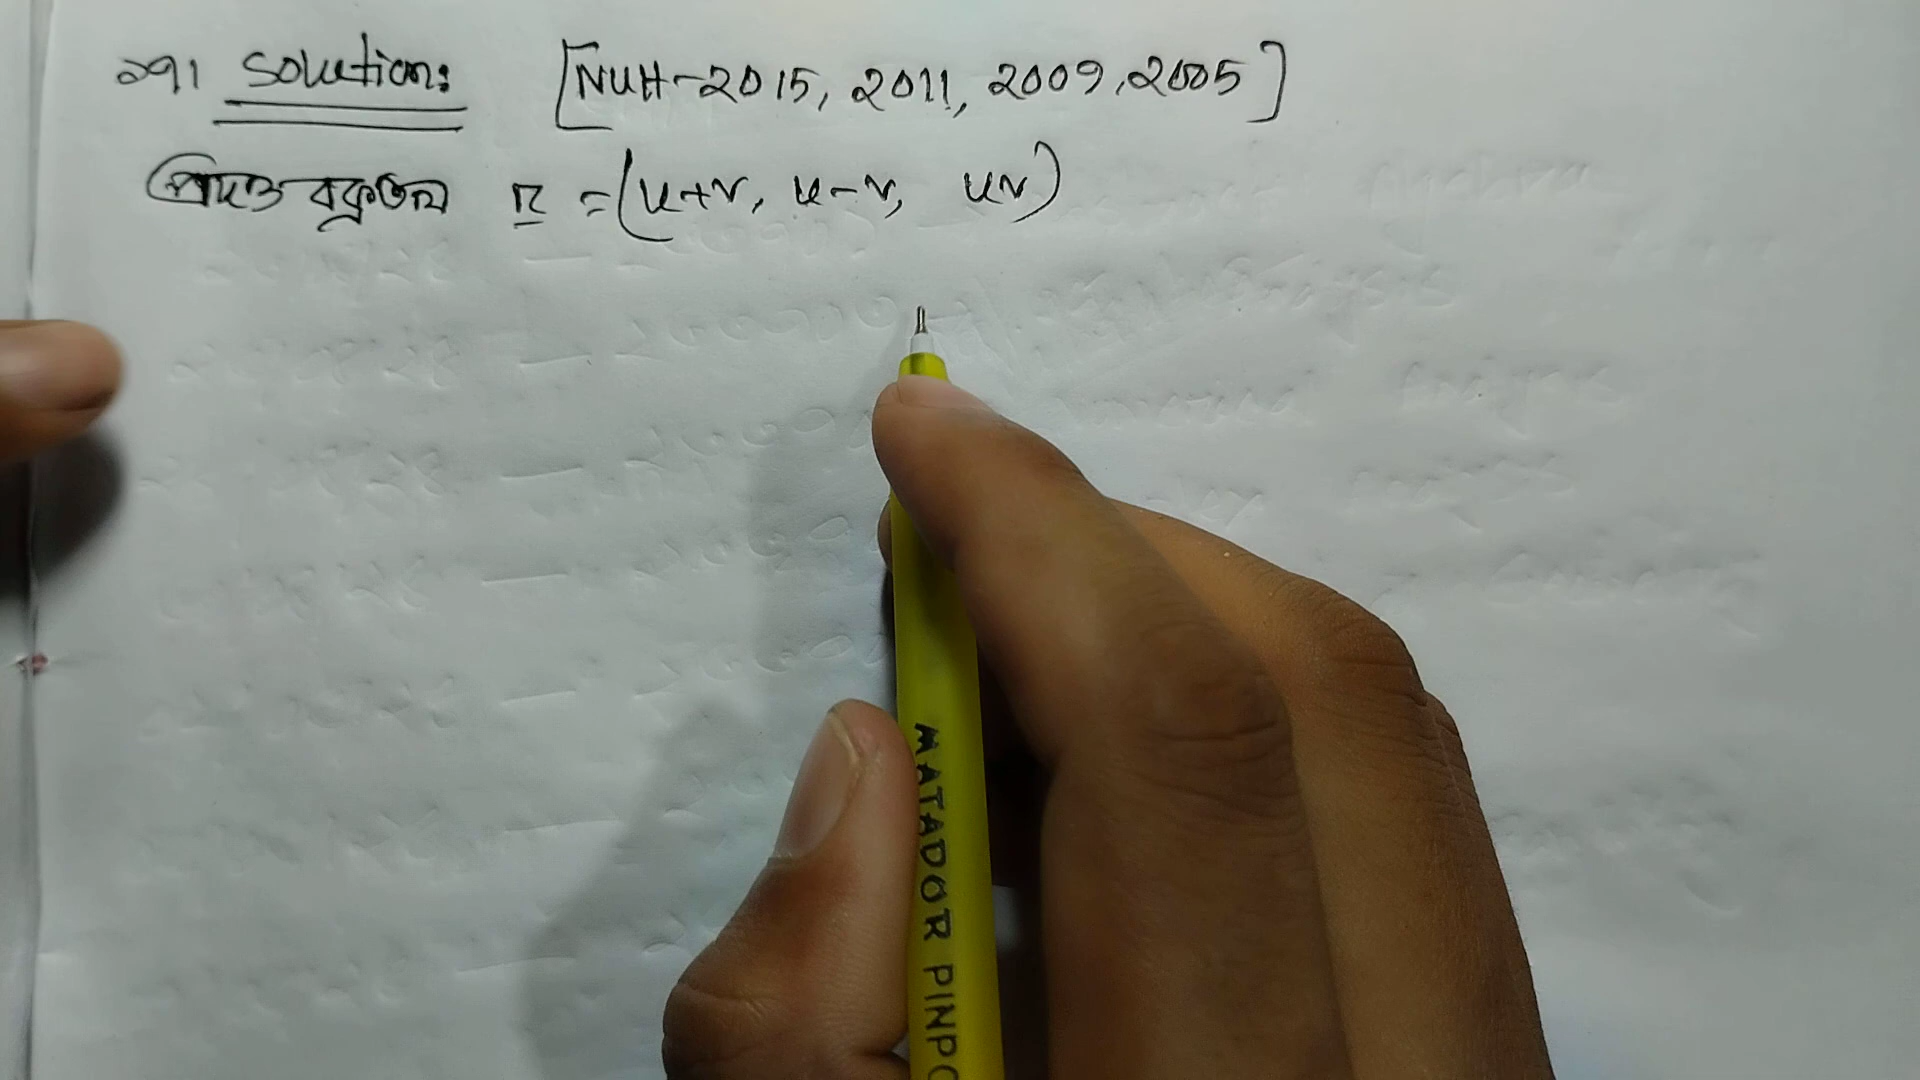 ২৭। Solution: [NUH-2015, 2011, 2009, 2005]
প্রদত্ত বক্রতল r = (u+v, u-v, uv)
MATADOR PINPO